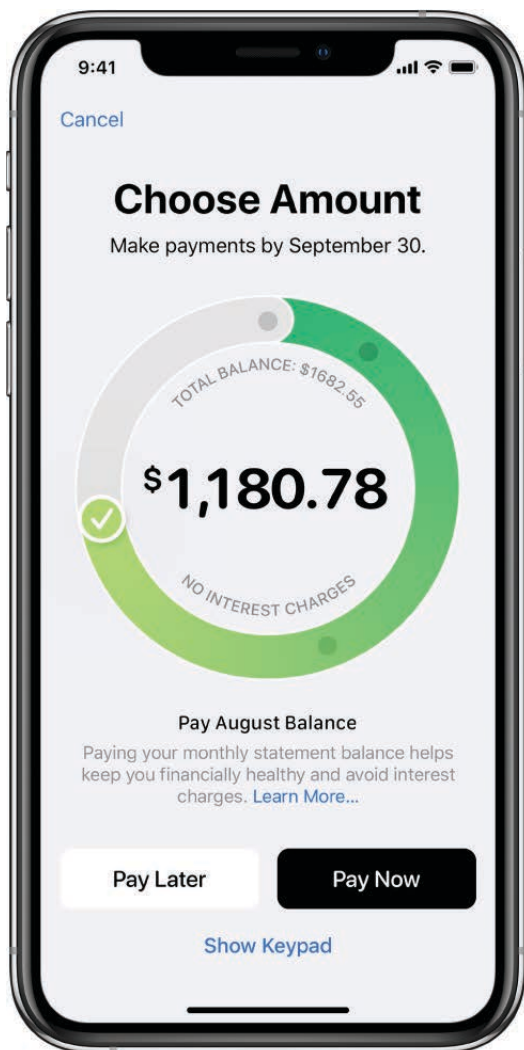 9:41
Cancel
Choose Amount
Make payments by September 30.
TOTAL BALANCE: $1682.55
$1,180.78
NO INTEREST CHARGES
Pay August Balance
Paying your monthly statement balance helps
keep you financially healthy and avoid interest
charges. Learn More...
Pay Later
Pay Now
Show Keypad